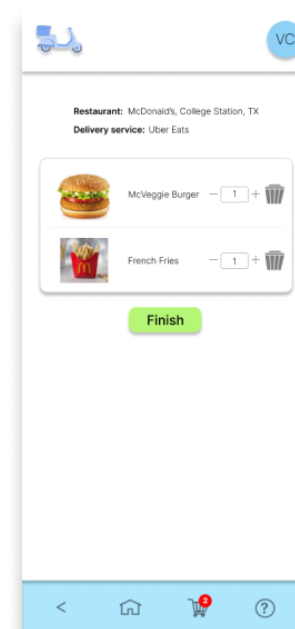 VC
Restaurant: McDonald's, College Station, TX
Delivery service: Uber Eats
McVeggie Burger − 1 +
French Fries − 1 +
Finish
2
< ?